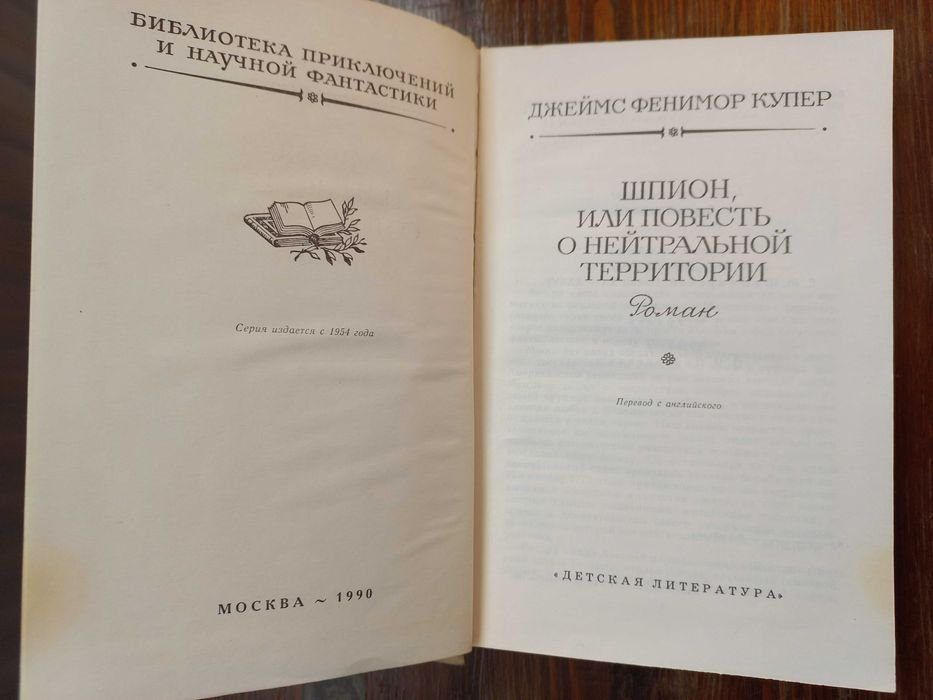 БИБЛИОТЕКА ПРИКЛЮЧЕНИЙ
И НАУЧНОЙ ФАНТАСТИКИ
Серия издается с 1954 года
МОСКВА ~ 1990
ДЖЕЙМС ФЕНИМОР КУПЕР
ШПИОН,
ИЛИ ПОВЕСТЬ
О НЕЙТРАЛЬНОЙ
ТЕРРИТОРИИ
Роман
Перевод с английского
«ДЕТСКАЯ ЛИТЕРАТУРА»